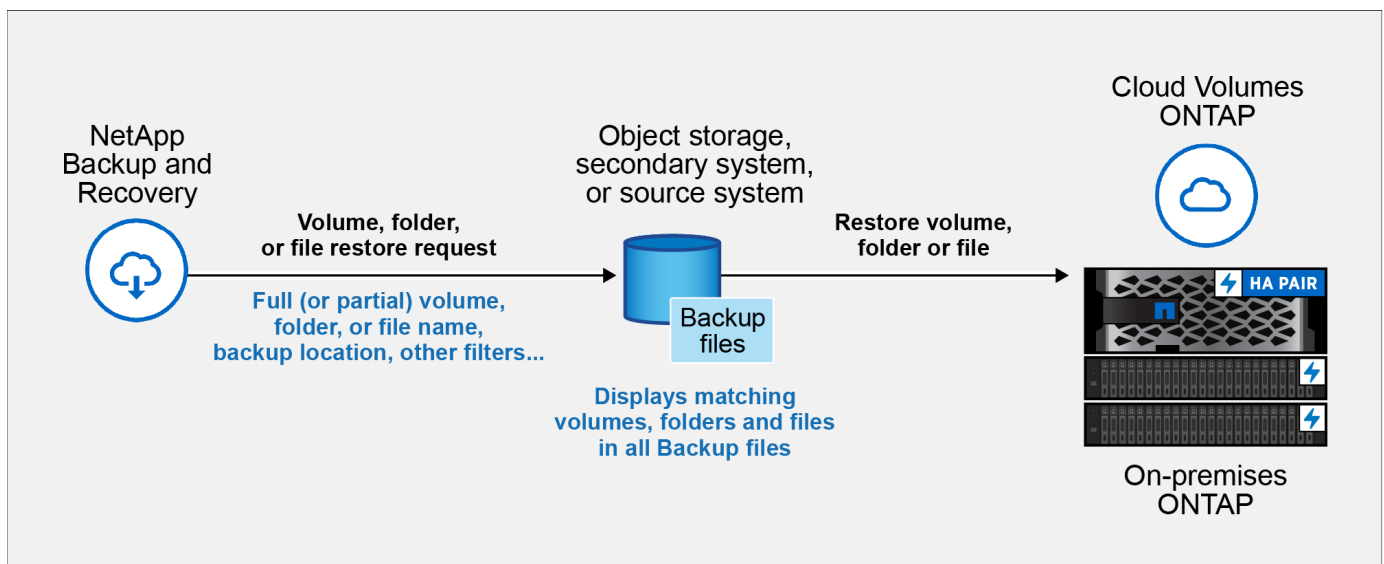 NetApp
Backup and
Recovery
Volume, folder,
or file restore request
Full (or partial) volume,
folder, or file name,
backup location, other filters...
Object storage,
secondary system,
or source system
Backup
files
Displays matching
volumes, folders and files
in all Backup files
Restore volume,
folder or file
Cloud Volumes
ONTAP
HA PAIR
On-premises
ONTAP